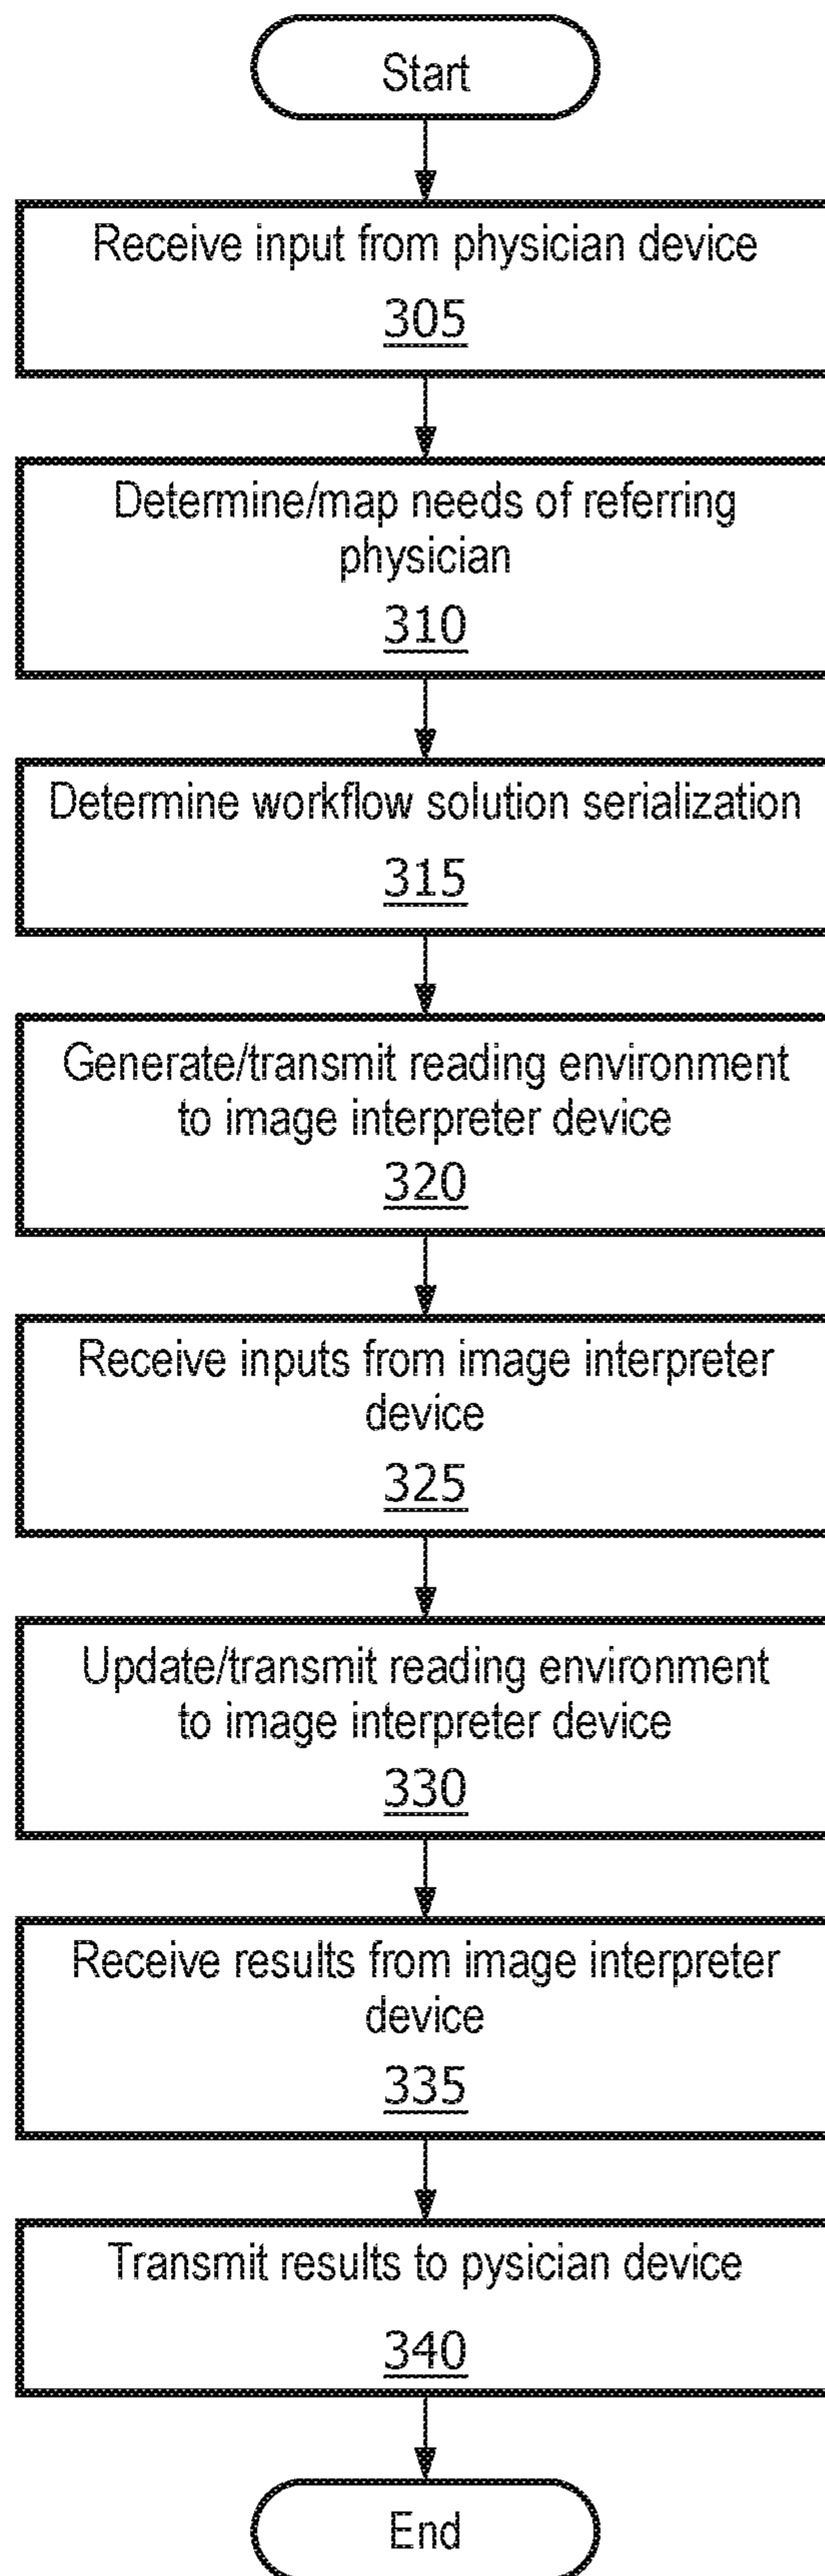 Start
Receive input from physician device
305
Determine/map needs of referring
physician
310
Determine workflow solution serialization
315
Generate/transmit reading environment
to image interpreter device
320
Receive inputs from image interpreter
device
325
Update/transmit reading environment
to image interpreter device
330
Receive results from image interpreter
device
335
Transmit results to pysician device
340
End